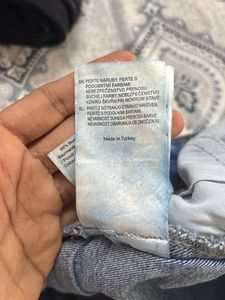 SK: PERTE NARUBY. PERTE S
PODOBNÝMI FARBAMI.
NEBEZPEČENSTVO PRENOSU
SUCHEJ FARBY. NEBEZPEČENSTVO
VZNIKU ŠKVŔN PRI MOKROM STAVE
SL: PRATI Z NOTRANJO STRANJO NAVZVEN.
PERITE S PODOBNIMI BARVAMI.
NEVARNOST SUHEGA PRENOSA BARVE
NEVARNOST OBARVANJA OB ZMOČENJU.
Made in Turkey